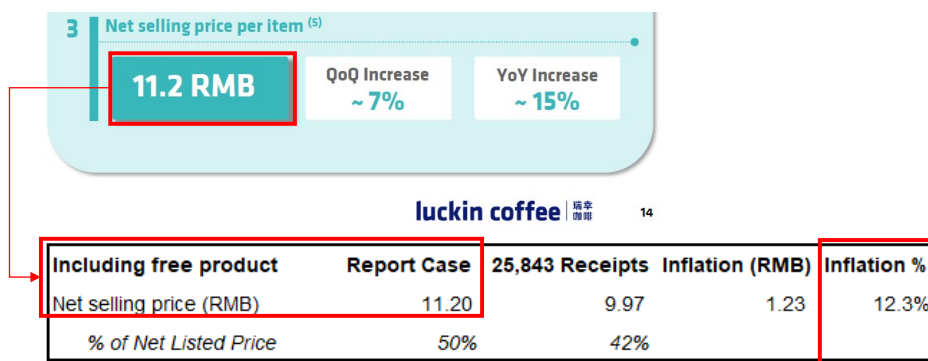 3 Net selling price per item (5)
11.2 RMB
QoQ Increase
~ 7%
YoY Increase
~ 15%
luckin coffee 瑞幸咖啡 14
Including free product Report Case 25,843 Receipts Inflation (RMB) Inflation %
Net selling price (RMB) 11.20 9.97 1.23 12.3%
% of Net Listed Price 50% 42%